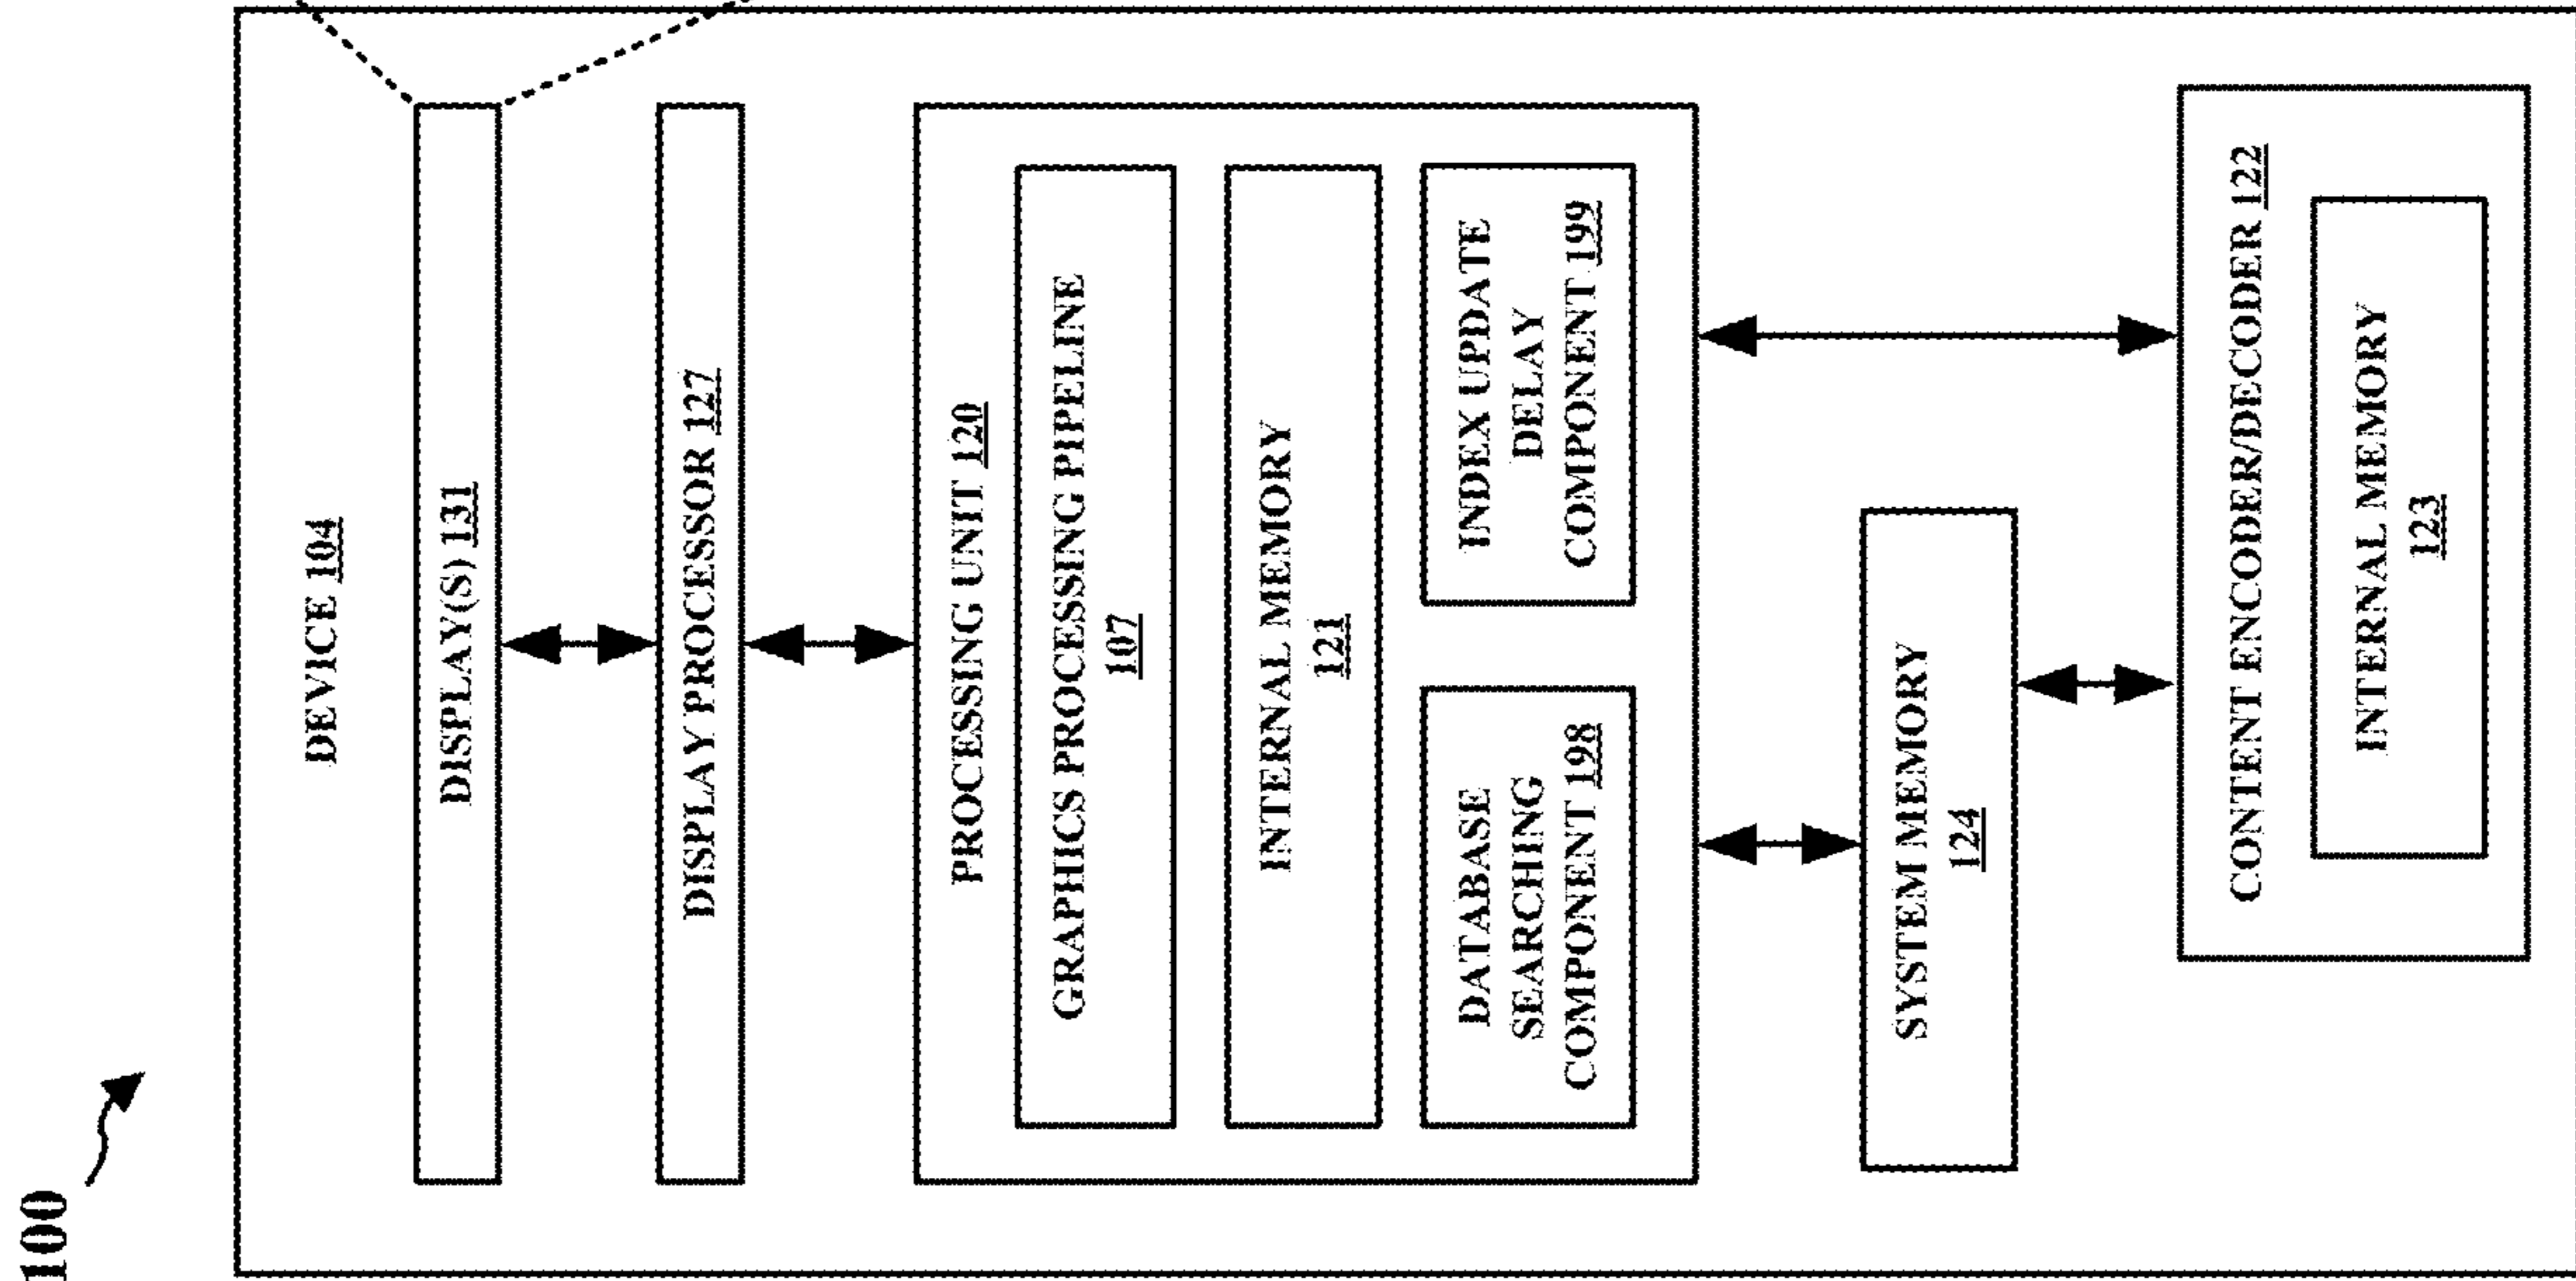 100
DEVICE 104
DISPLAY(S) 131
DISPLAY PROCESSOR 127
PROCESSING UNIT 120
GRAPHICS PROCESSING PIPELINE
107
INTERNAL MEMORY
121
DATABASE
SEARCHING
COMPONENT 198
INDEX UPDATE
DELAY
COMPONENT 199
SYSTEM MEMORY
124
CONTENT ENCODER/DECODER 122
INTERNAL MEMORY
123